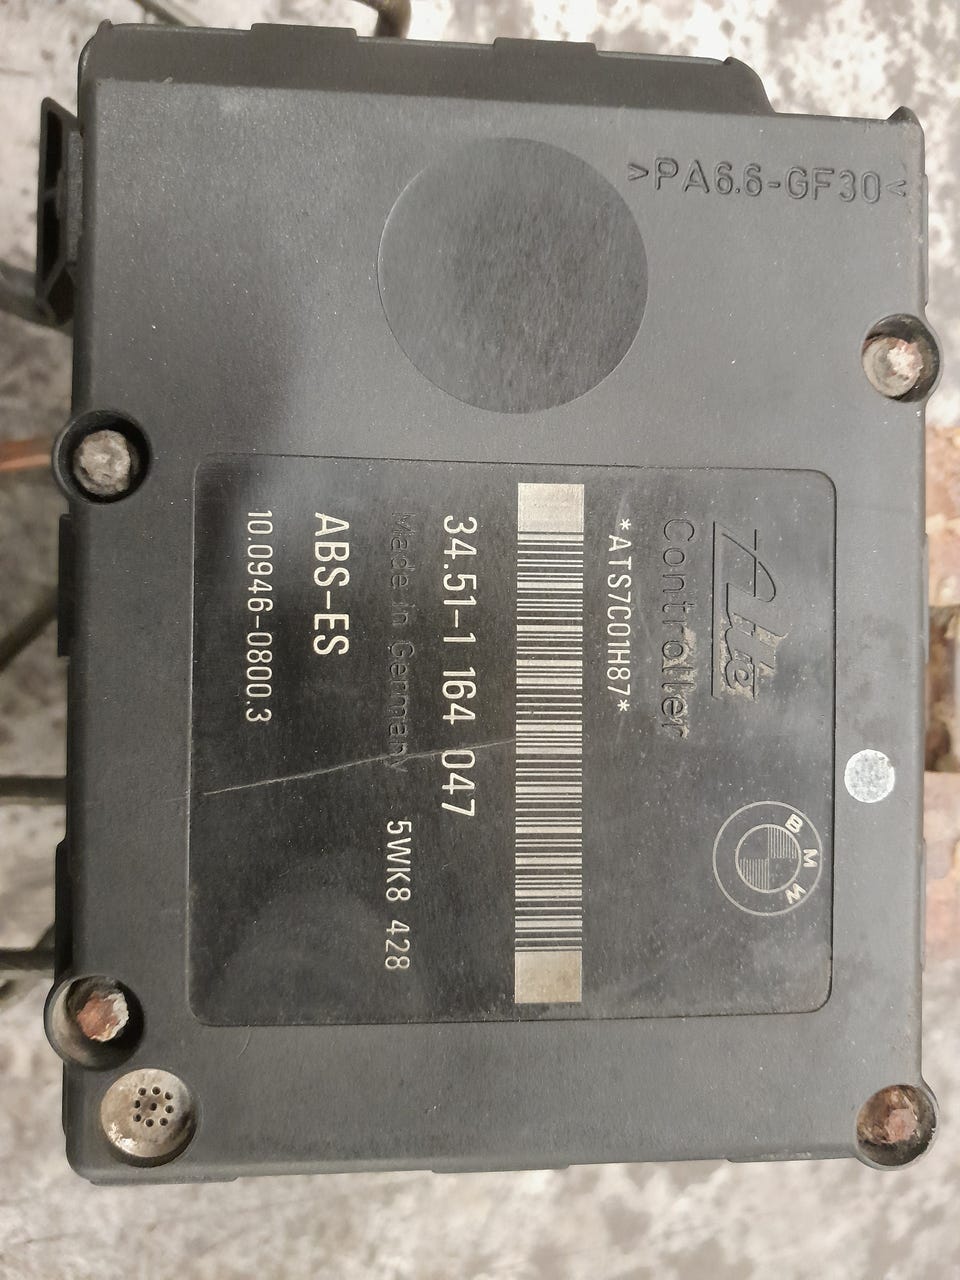 >PA6.6-GF30<
Ate
BMW
Controller
*ATS7C01H87*
34.51-1 164 047
Made in Germany 5WK8 428
ABS-ES
10.0946-0800.3